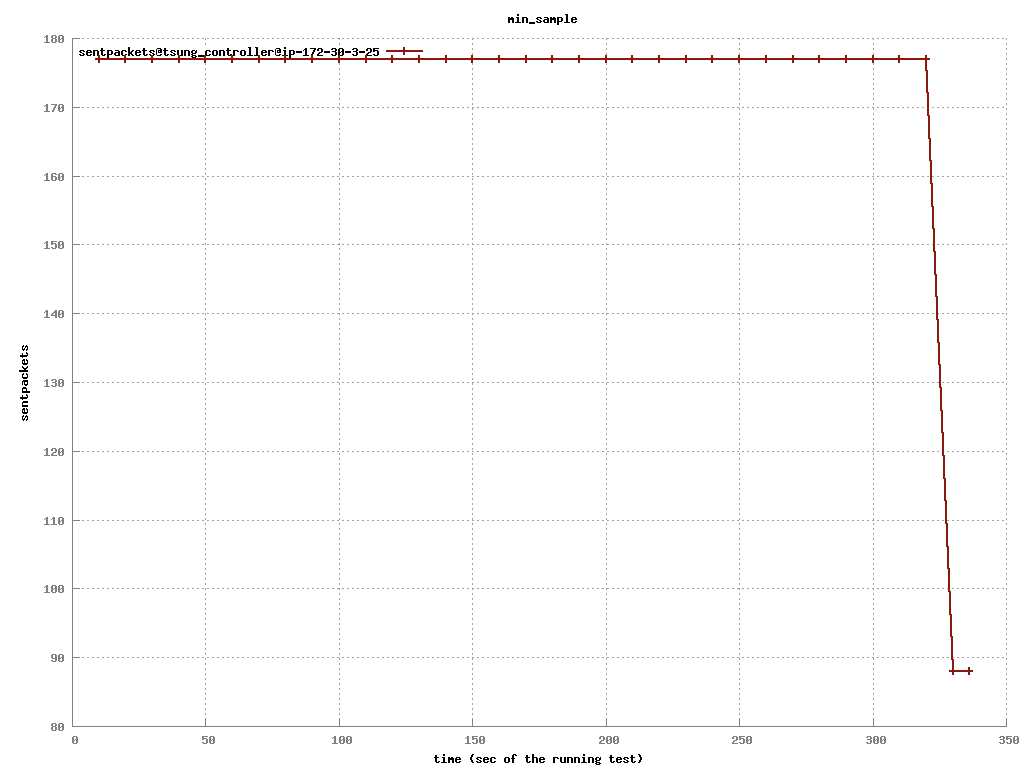 min_sample
sentpackets@tsung_controller@ip-172-30-3-25
180
170
160
150
140
130
120
110
100
90
80
sentpackets
0 50 100 150 200 250 300 350
time (sec of the running test)